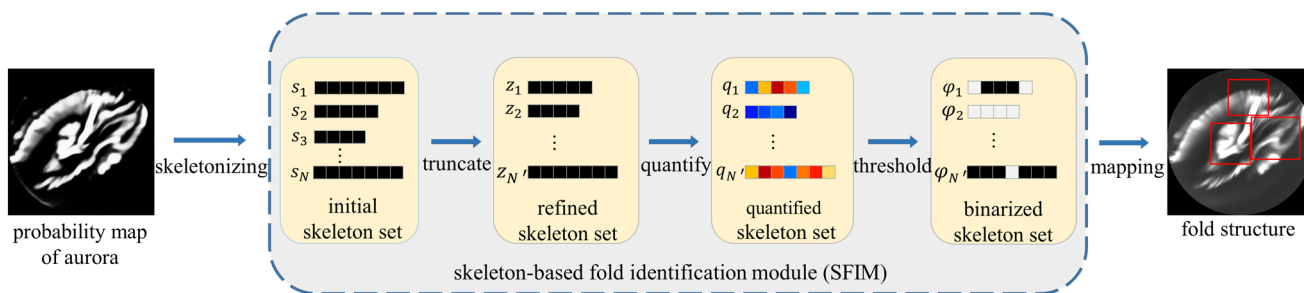 probability map
of aurora
skeletonizing
s1
s2
s3
⋮
sN
initial
skeleton set
truncate
z1
z2
⋮
zN′
refined
skeleton set
quantify
q1
q2
⋮
qN′
quantified
skeleton set
threshold
φ1
φ2
⋮
φN′
binarized
skeleton set
mapping
fold structure
skeleton-based fold identification module (SFIM)